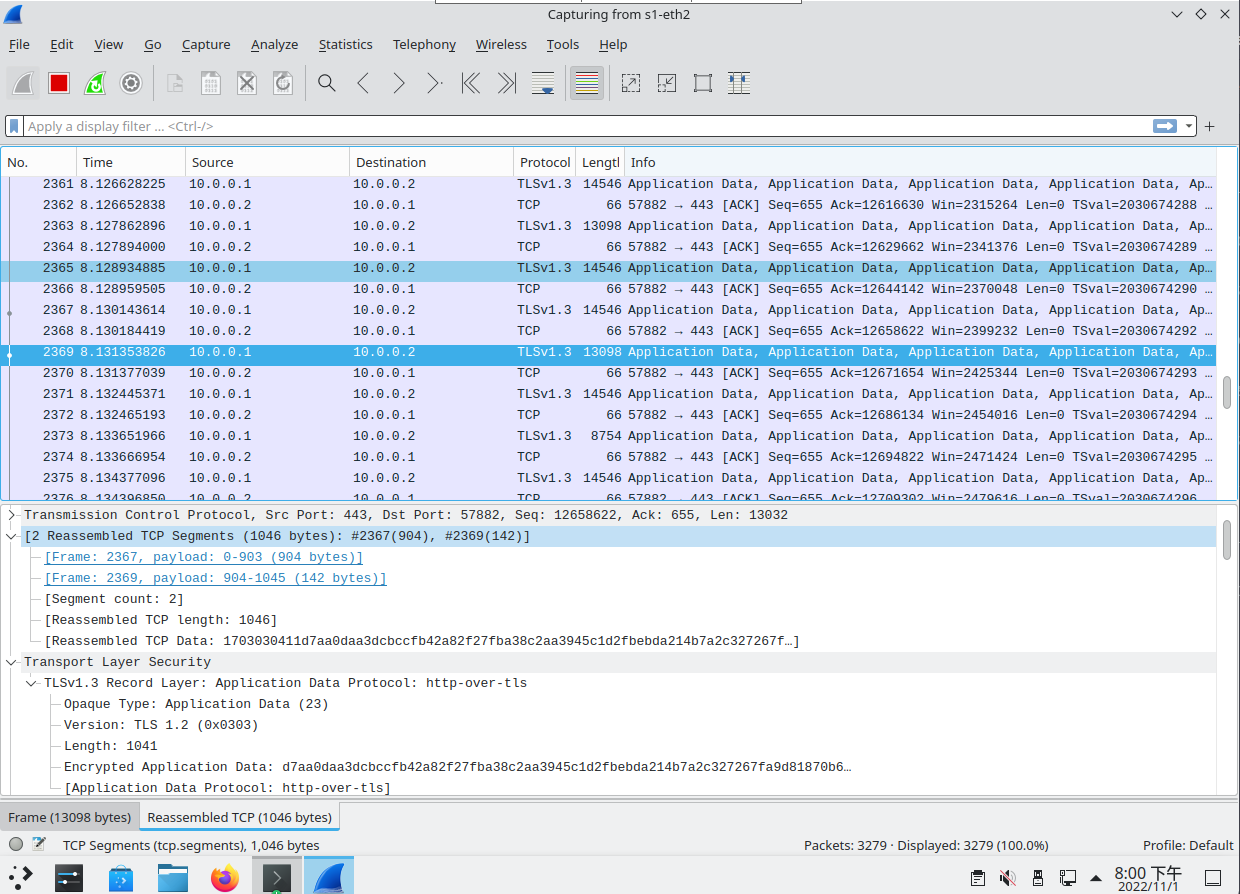 Capturing from s1-eth2
File Edit View Go Capture Analyze Statistics Telephony Wireless Tools Help
Apply a display filter … <Ctrl-/>
No. Time Source Destination Protocol Lengtl Info
2361 8.126628225 10.0.0.1 10.0.0.2 TLSv1.3 14546 Application Data, Application Data, Application Data, Application Data, Ap…
2362 8.126652838 10.0.0.2 10.0.0.1 TCP 66 57882 → 443 [ACK] Seq=655 Ack=12616630 Win=2315264 Len=0 TSval=2030674288 …
2363 8.127862896 10.0.0.1 10.0.0.2 TLSv1.3 13098 Application Data, Application Data, Application Data, Application Data, Ap…
2364 8.127894000 10.0.0.2 10.0.0.1 TCP 66 57882 → 443 [ACK] Seq=655 Ack=12629662 Win=2341376 Len=0 TSval=2030674289 …
2365 8.128934885 10.0.0.1 10.0.0.2 TLSv1.3 14546 Application Data, Application Data, Application Data, Application Data, Ap…
2366 8.128959505 10.0.0.2 10.0.0.1 TCP 66 57882 → 443 [ACK] Seq=655 Ack=12644142 Win=2370048 Len=0 TSval=2030674290 …
2367 8.130143614 10.0.0.1 10.0.0.2 TLSv1.3 14546 Application Data, Application Data, Application Data, Application Data, Ap…
2368 8.130184419 10.0.0.2 10.0.0.1 TCP 66 57882 → 443 [ACK] Seq=655 Ack=12658622 Win=2399232 Len=0 TSval=2030674292 …
2369 8.131353826 10.0.0.1 10.0.0.2 TLSv1.3 13098 Application Data, Application Data, Application Data, Application Data, Ap…
2370 8.131377039 10.0.0.2 10.0.0.1 TCP 66 57882 → 443 [ACK] Seq=655 Ack=12671654 Win=2425344 Len=0 TSval=2030674293 …
2371 8.132445371 10.0.0.1 10.0.0.2 TLSv1.3 14546 Application Data, Application Data, Application Data, Application Data, Ap…
2372 8.132465193 10.0.0.2 10.0.0.1 TCP 66 57882 → 443 [ACK] Seq=655 Ack=12686134 Win=2454016 Len=0 TSval=2030674294 …
2373 8.133651966 10.0.0.1 10.0.0.2 TLSv1.3 8754 Application Data, Application Data, Application Data, Application Data, Ap…
2374 8.133666954 10.0.0.2 10.0.0.1 TCP 66 57882 → 443 [ACK] Seq=655 Ack=12694822 Win=2471424 Len=0 TSval=2030674295 …
2375 8.134377096 10.0.0.1 10.0.0.2 TLSv1.3 14546 Application Data, Application Data, Application Data, Application Data, Ap…
2376 8.134396850 10.0.0.2 10.0.0.1 TCP 66 57882 → 443 [ACK] Seq=655 Ack=12709302 Win=2479616 Len=0 TSval=2030674296 …
Transmission Control Protocol, Src Port: 443, Dst Port: 57882, Seq: 12658622, Ack: 655, Len: 13032
[2 Reassembled TCP Segments (1046 bytes): #2367(904), #2369(142)]
[Frame: 2367, payload: 0-903 (904 bytes)]
[Frame: 2369, payload: 904-1045 (142 bytes)]
[Segment count: 2]
[Reassembled TCP length: 1046]
[Reassembled TCP Data: 1703030411d7aa0daa3dcbccfb42a82f27fba38c2aa3945c1d2fbebda214b7a2c327267f…]
Transport Layer Security
TLSv1.3 Record Layer: Application Data Protocol: http-over-tls
Opaque Type: Application Data (23)
Version: TLS 1.2 (0x0303)
Length: 1041
Encrypted Application Data: d7aa0daa3dcbccfb42a82f27fba38c2aa3945c1d2fbebda214b7a2c327267fa9d81870b6…
[Application Data Protocol: http-over-tls]
Frame (13098 bytes) Reassembled TCP (1046 bytes)
TCP Segments (tcp.segments), 1,046 bytes Packets: 3279 · Displayed: 3279 (100.0%) Profile: Default
8:00 下午
2022/11/1